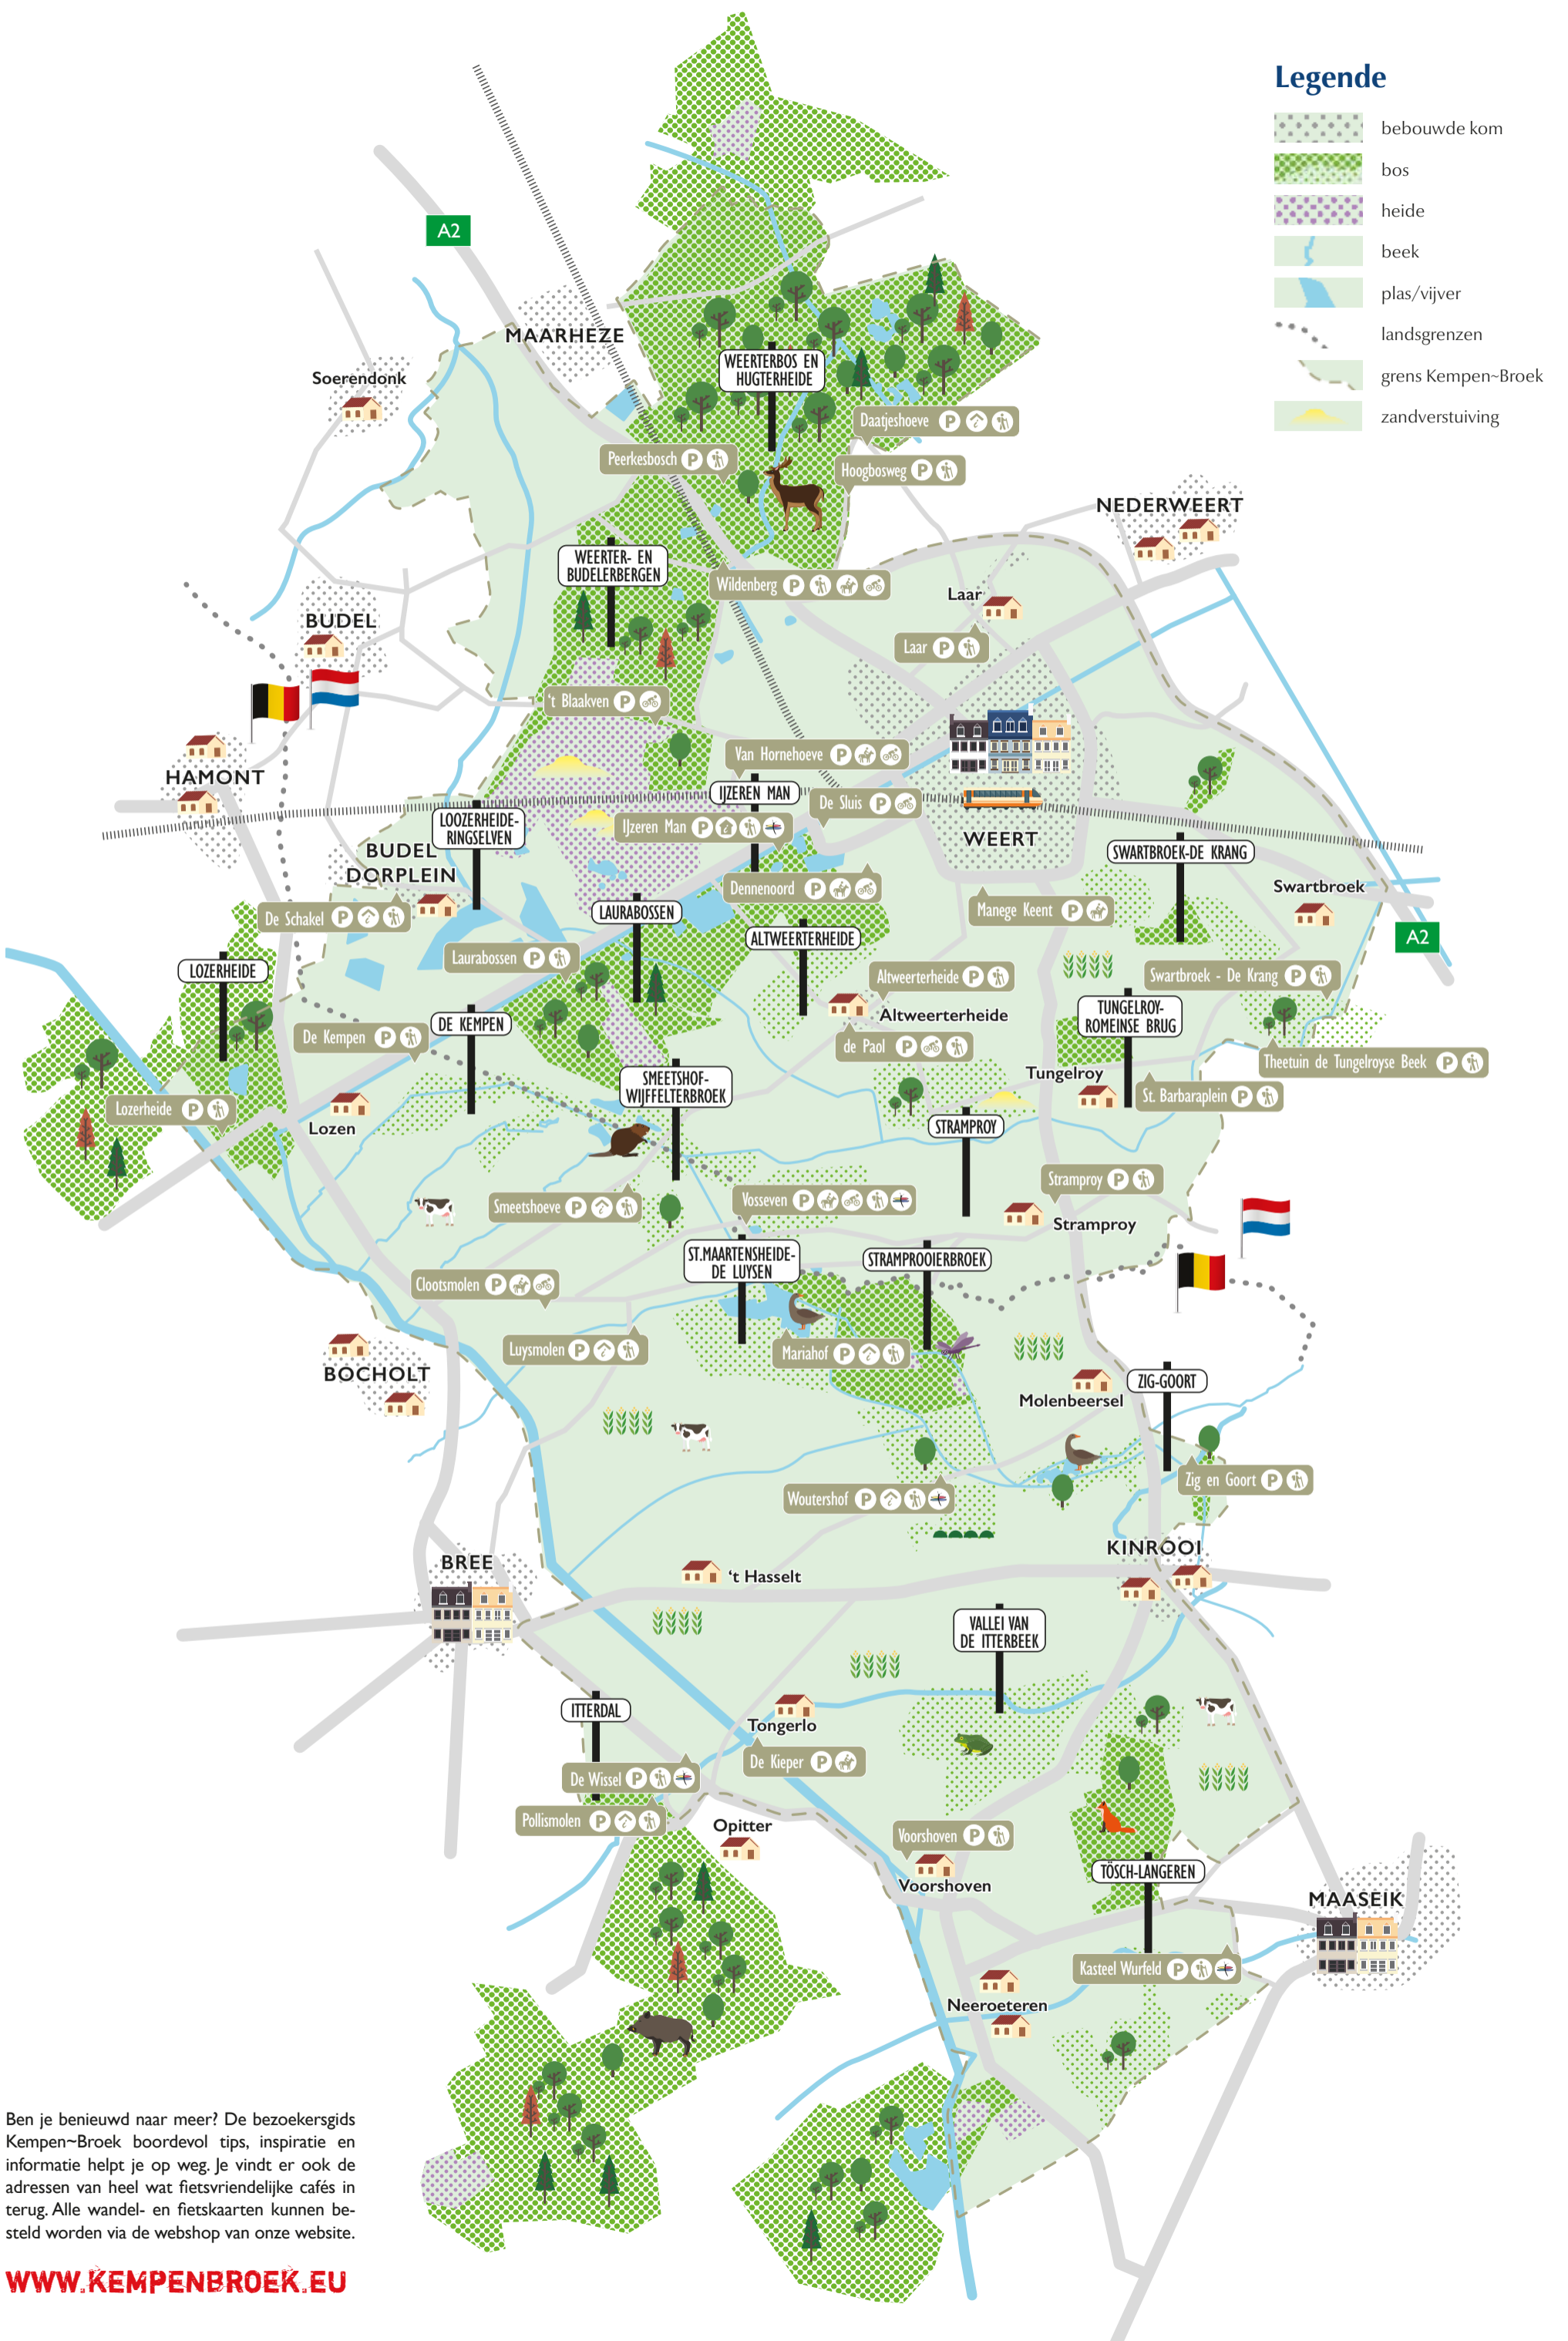 Legende
bebouwde kom
bos
heide
beek
plas/vijver
landsgrenzen
grens Kempen~Broek
zandverstuiving
A2
MAARHEZE
Soerendonk
WEERTERBOS EN
HUGTERHEIDE
Daatjeshoeve P
Peerkesbosch P
Hoogbosweg P
NEDERWEERT
WEERTER- EN
BUDELERBERGEN
Wildenberg P
Laar
BUDEL
Laar P
't Blaakven P
Van Hornehoeve P
HAMONT
IJZEREN MAN
De Sluis P
LOOZERHEIDE-
RINGSELVEN
IJzeren Man P
WEERT
BUDEL
DORPLEIN
SWARTBROEK-DE KRANG
Dennenoord P
Swartbroek
De Schakel P
LAURABOSSEN
Manege Keent P
A2
ALTWEERTERHEIDE
Laurabossen P
LOZERHEIDE
Altweerterheide P
Swartbroek - De Krang P
Altweerterheide
TUNGELROY-
ROMEINSE BRUG
DE KEMPEN
De Kempen P
de Paol P
Theetuin de Tungelroyse Beek P
Tungelroy
SMEETSHOF-
WIJFFELTERBROEK
St. Barbaraplein P
Lozerheide P
Lozen
STRAMPROY
Stramproy P
Smeetshoeve P
Vosseven P
Stramproy
ST.MAARTENSHEIDE-
DE LUYSEN
STRAMPROOIERBROEK
Clootsmolen P
Luysmolen P
Mariahof P
BOCHOLT
ZIG-GOORT
Molenbeersel
Zig en Goort P
Woutershof P
KINROOI
BREE
't Hasselt
VALLEI VAN
DE ITTERBEEK
ITTERDAL
Tongerlo
De Kieper P
De Wissel P
Pollismolen P
Opitter
Voorshoven P
TÖSCH-LANGEREN
Voorshoven
MAASEIK
Kasteel Wurfeld P
Neeroeteren
Ben je benieuwd naar meer? De bezoekersgids
Kempen~Broek boordevol tips, inspiratie en
informatie helpt je op weg. Je vindt er ook de
adressen van heel wat fietsvriendelijke cafés in
terug. Alle wandel- en fietskaarten kunnen be-
steld worden via de webshop van onze website.
WWW.KEMPENBROEK.EU